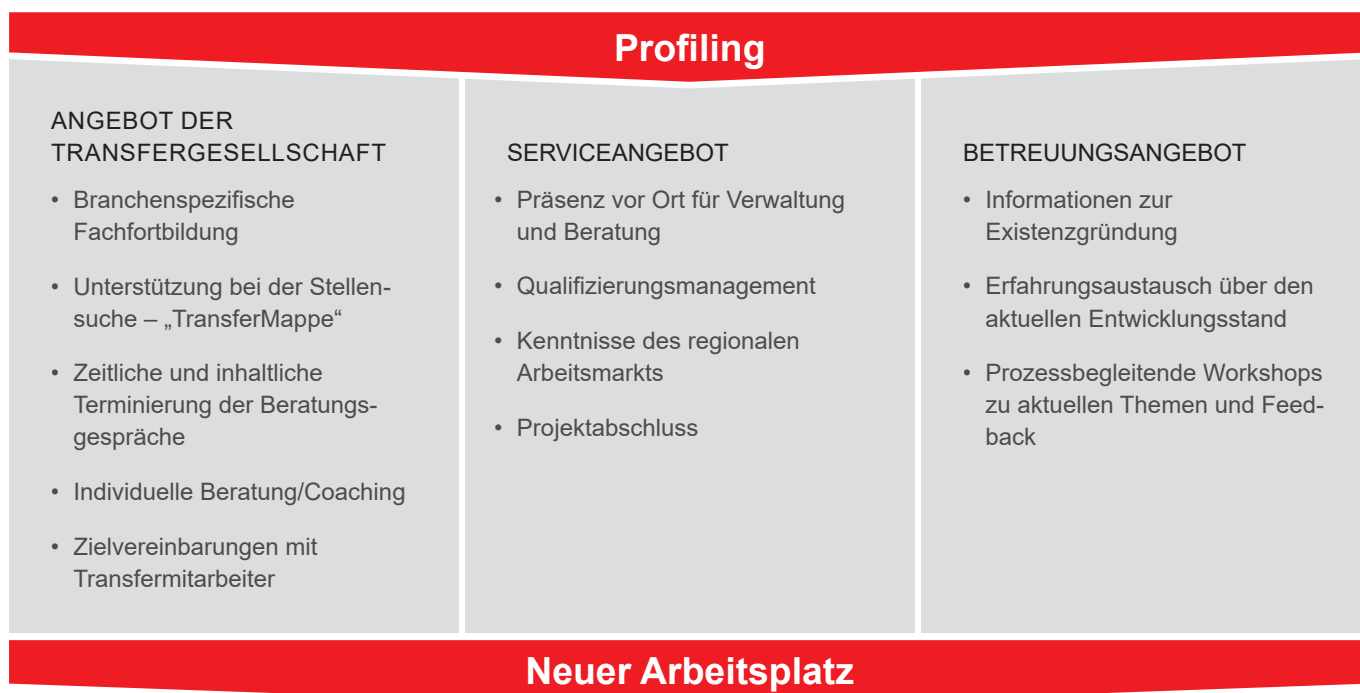 Profiling
ANGEBOT DER
TRANSFERGESELLSCHAFT
• Branchenspezifische
Fachfortbildung
• Unterstützung bei der Stellen-
suche – „TransferMappe“
• Zeitliche und inhaltliche
Terminierung der Beratungs-
gespräche
• Individuelle Beratung/Coaching
• Zielvereinbarungen mit
Transfermitarbeiter
SERVICEANGEBOT
• Präsenz vor Ort für Verwaltung
und Beratung
• Qualifizierungsmanagement
• Kenntnisse des regionalen
Arbeitsmarkts
• Projektabschluss
BETREUUNGSANGEBOT
• Informationen zur
Existenzgründung
• Erfahrungsaustausch über den
aktuellen Entwicklungsstand
• Prozessbegleitende Workshops
zu aktuellen Themen und Feed-
back
Neuer Arbeitsplatz